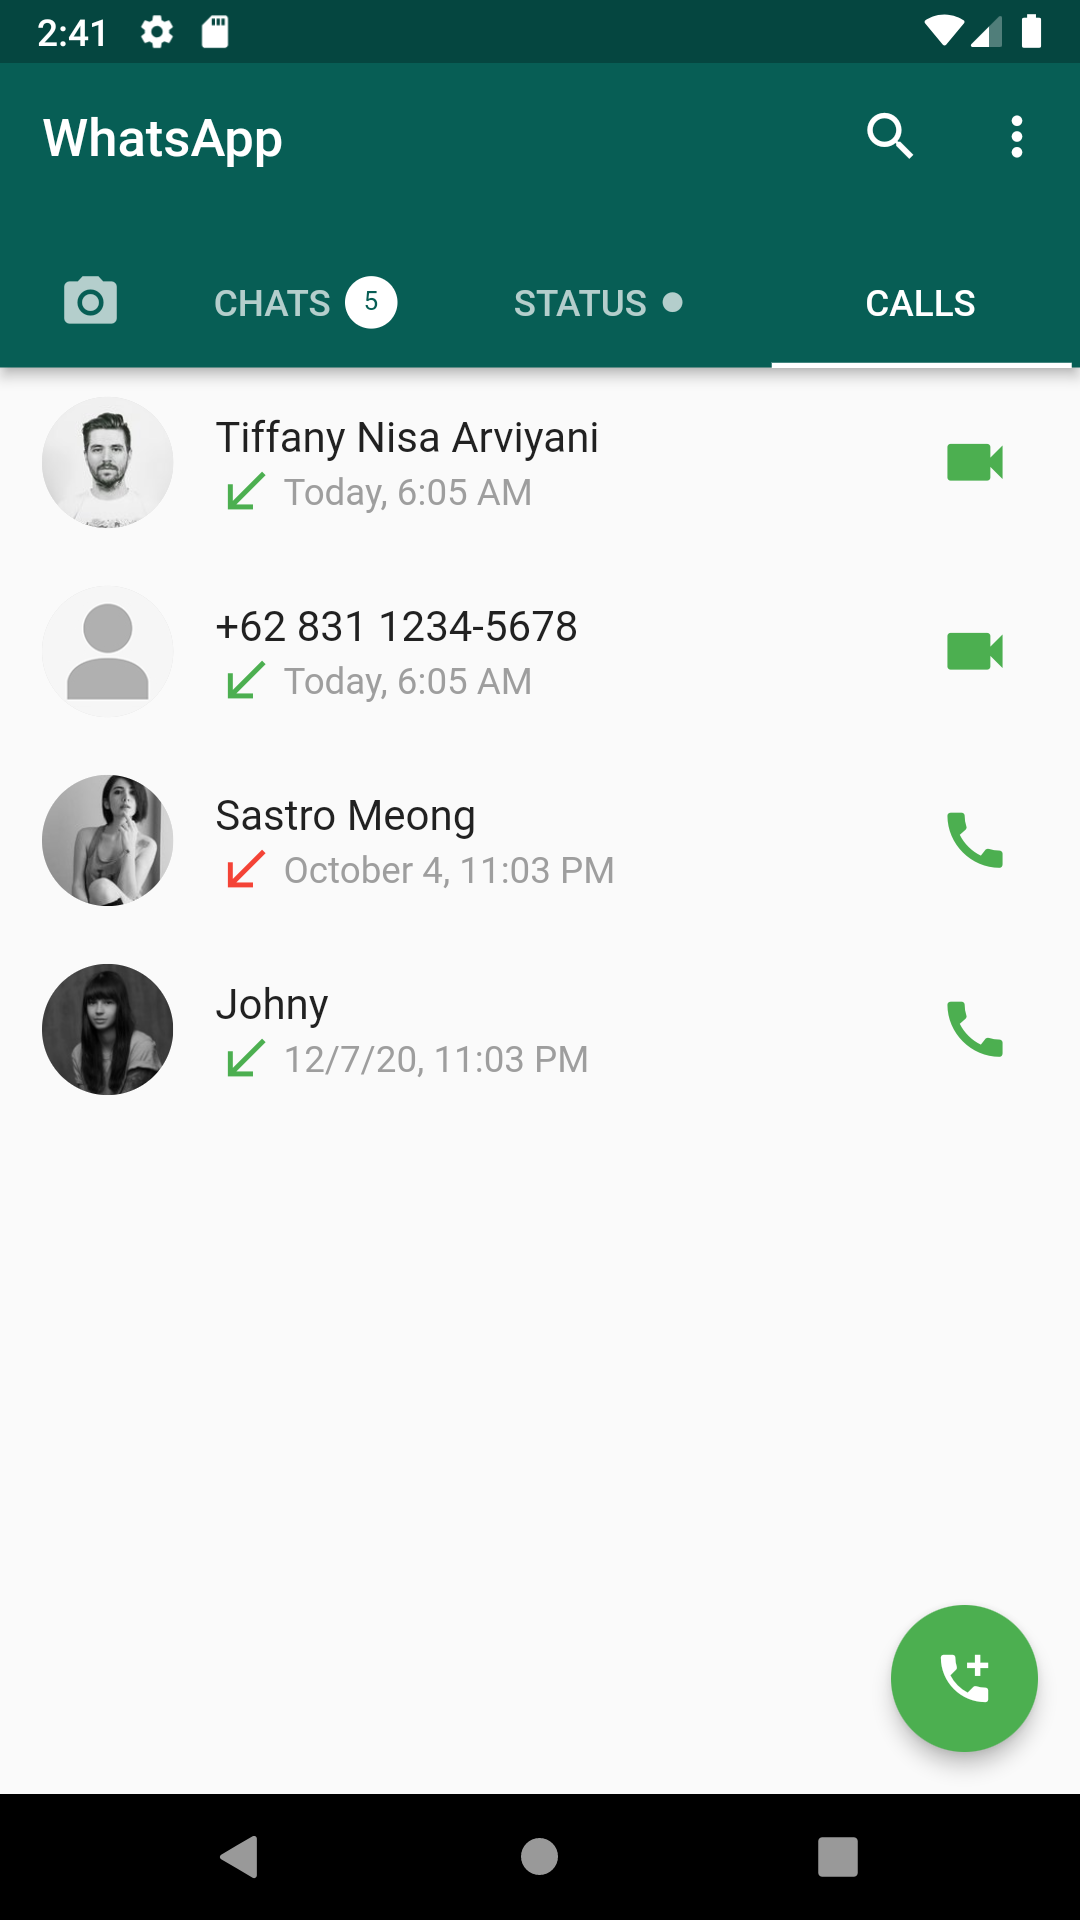 2:41
WhatsApp
CHATS 5 STATUS CALLS
Tiffany Nisa Arviyani
Today, 6:05 AM
+62 831 1234-5678
Today, 6:05 AM
Sastro Meong
October 4, 11:03 PM
Johny
12/7/20, 11:03 PM